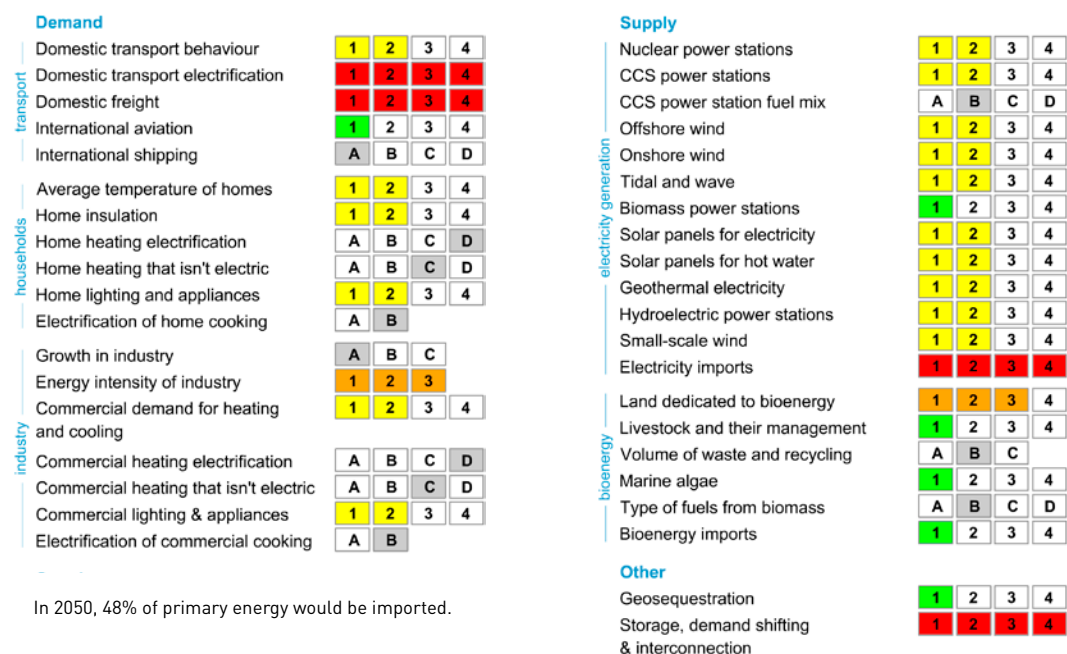 Demand
transport
Domestic transport behaviour 1 2 3 4
Domestic transport electrification 1 2 3 4
Domestic freight 1 2 3 4
International aviation 1 2 3 4
International shipping A B C D
households
Average temperature of homes 1 2 3 4
Home insulation 1 2 3 4
Home heating electrification A B C D
Home heating that isn't electric A B C D
Home lighting and appliances 1 2 3 4
Electrification of home cooking A B
industry
Growth in industry A B C
Energy intensity of industry 1 2 3
Commercial demand for heating 1 2 3 4
and cooling
Commercial heating electrification A B C D
Commercial heating that isn't electric A B C D
Commercial lighting & appliances 1 2 3 4
Electrification of commercial cooking A B
In 2050, 48% of primary energy would be imported.
Supply
electricity generation
Nuclear power stations 1 2 3 4
CCS power stations 1 2 3 4
CCS power station fuel mix A B C D
Offshore wind 1 2 3 4
Onshore wind 1 2 3 4
Tidal and wave 1 2 3 4
Biomass power stations 1 2 3 4
Solar panels for electricity 1 2 3 4
Solar panels for hot water 1 2 3 4
Geothermal electricity 1 2 3 4
Hydroelectric power stations 1 2 3 4
Small-scale wind 1 2 3 4
Electricity imports 1 2 3 4
bioenergy
Land dedicated to bioenergy 1 2 3 4
Livestock and their management 1 2 3 4
Volume of waste and recycling A B C
Marine algae 1 2 3 4
Type of fuels from biomass A B C D
Bioenergy imports 1 2 3 4
Other
Geosequestration 1 2 3 4
Storage, demand shifting 1 2 3 4
& interconnection